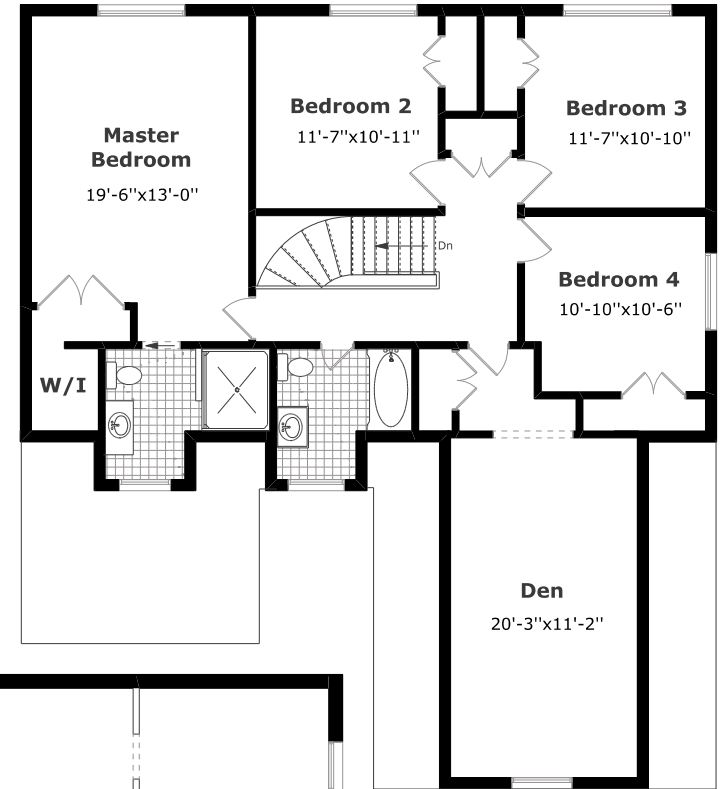 Master
Bedroom
19'-6''x13'-0''
Bedroom 2
11'-7''x10'-11''
Bedroom 3
11'-7''x10'-10''
Dn
Bedroom 4
10'-10''x10'-6''
W/I
Den
20'-3''x11'-2''